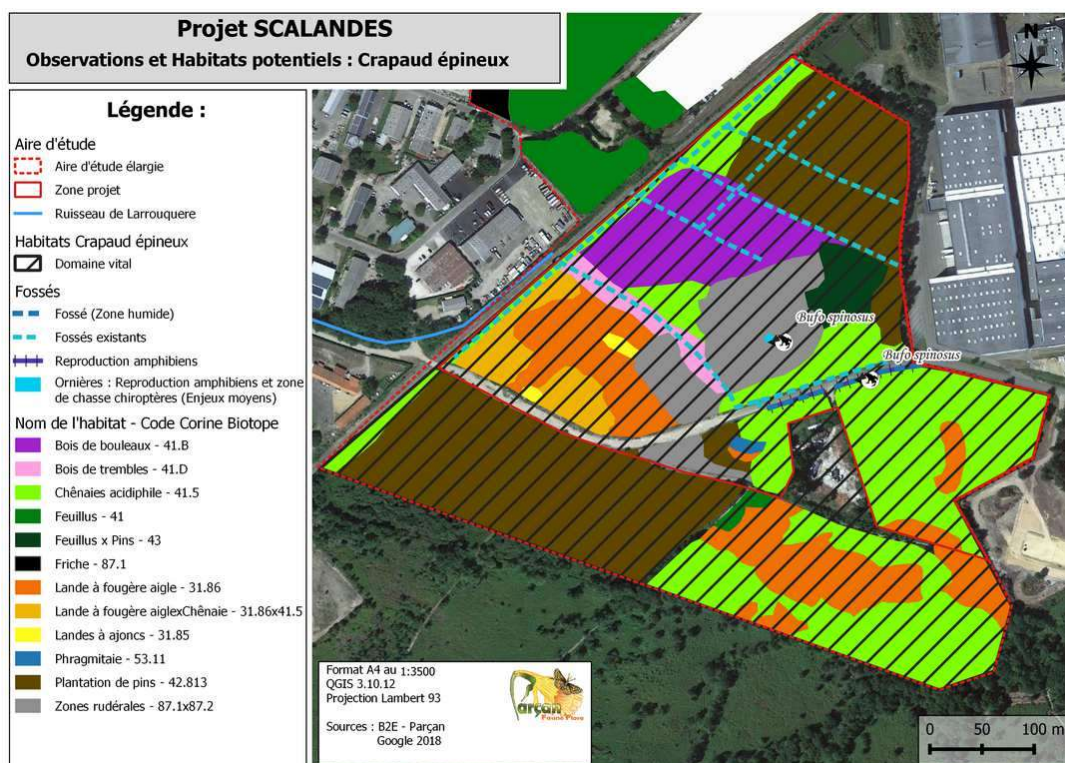 Projet SCALANDES
Observations et Habitats potentiels : Crapaud épineux
Légende :
Aire d'étude
Aire d'étude élargie
Zone projet
Ruisseau de Larrouquere
Habitats Crapaud épineux
Domaine vital
Fossés
Fossé (Zone humide)
Fossés existants
Reproduction amphibiens
Ornières : Reproduction amphibiens et zone
de chasse chiroptères (Enjeux moyens)
Nom de l'habitat - Code Corine Biotope
Bois de bouleaux - 41.B
Bois de trembles - 41.D
Chênaies acidiphile - 41.5
Feuillus - 41
Feuillus x Pins - 43
Friche - 87.1
Lande à fougère aigle - 31.86
Lande à fougère aiglexChênaie - 31.86x41.5
Landes à ajoncs - 31.85
Phragmitaie - 53.11
Plantation de pins - 42.813
Zones rudérales - 87.1x87.2
N
Bufo spinosus
Bufo spinosus
Format A4 au 1:3500
QGIS 3.10.12
Projection Lambert 93
Sources : B2E - Parçan
Google 2018
Parçan
Faune Flore
0 50 100 m